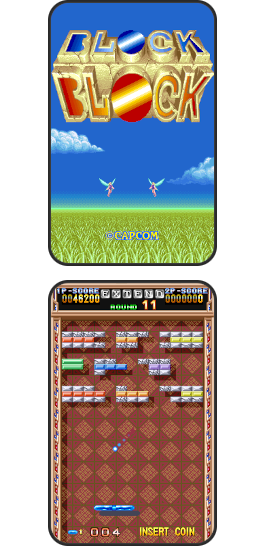 BLOCK
BLOCK
©CAPCOM
1P-SCORE EXTEND 2P-SCORE
0046200 0000000
ROUND 11
004 INSERT COIN